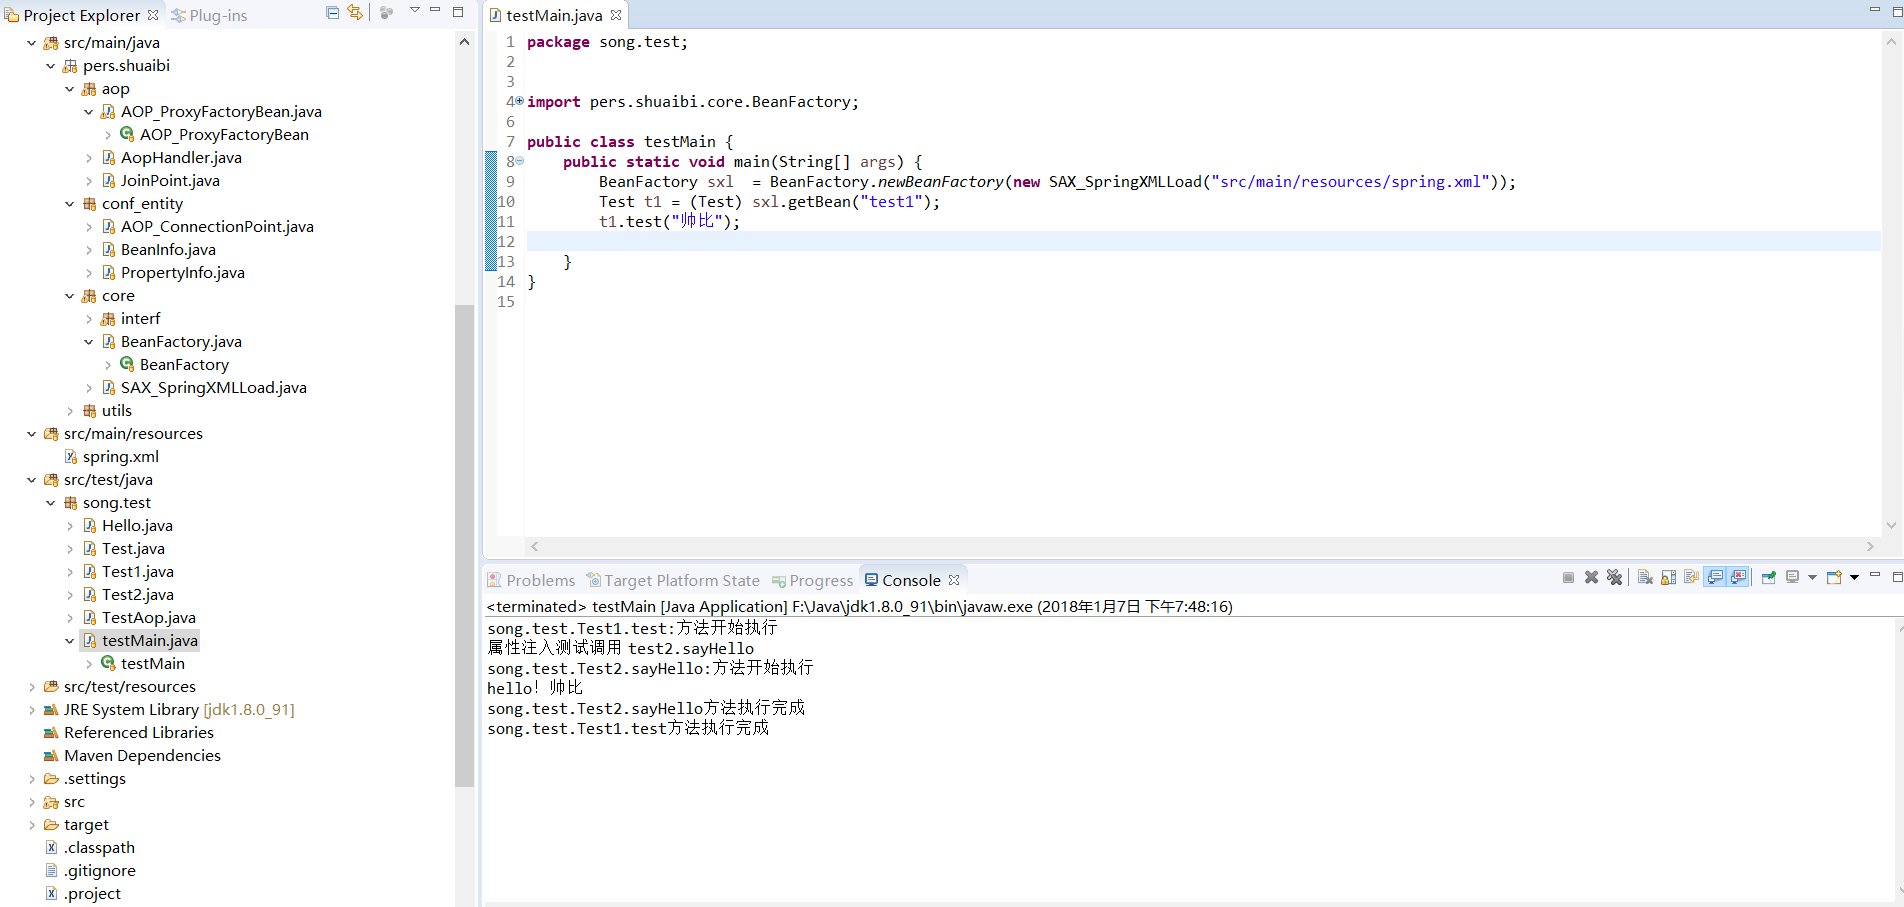 Project Explorer
Plug-ins
src/main/java
pers.shuaibi
aop
AOP_ProxyFactoryBean.java
AOP_ProxyFactoryBean
AopHandler.java
JoinPoint.java
conf_entity
AOP_ConnectionPoint.java
BeanInfo.java
PropertyInfo.java
core
interf
BeanFactory.java
BeanFactory
SAX_SpringXMLLoad.java
utils
src/main/resources
spring.xml
src/test/java
song.test
Hello.java
Test.java
Test1.java
Test2.java
TestAop.java
testMain.java
testMain
src/test/resources
JRE System Library [jdk1.8.0_91]
Referenced Libraries
Maven Dependencies
.settings
src
target
.classpath
.gitignore
.project
testMain.java
1 package song.test;
2
3
4 import pers.shuaibi.core.BeanFactory;
6
7 public class testMain {
8     public static void main(String[] args) {
9         BeanFactory sxl  = BeanFactory.newBeanFactory(new SAX_SpringXMLLoad("src/main/resources/spring.xml"));
10         Test t1 = (Test) sxl.getBean("test1");
11         t1.test("帅比");
12
13     }
14 }
15
Problems Target Platform State Progress Console
<terminated> testMain [Java Application] F:\Java\jdk1.8.0_91\bin\javaw.exe (2018年1月7日 下午7:48:16)
song.test.Test1.test:方法开始执行
属性注入测试调用 test2.sayHello
song.test.Test2.sayHello:方法开始执行
hello! 帅比
song.test.Test2.sayHello方法执行完成
song.test.Test1.test方法执行完成